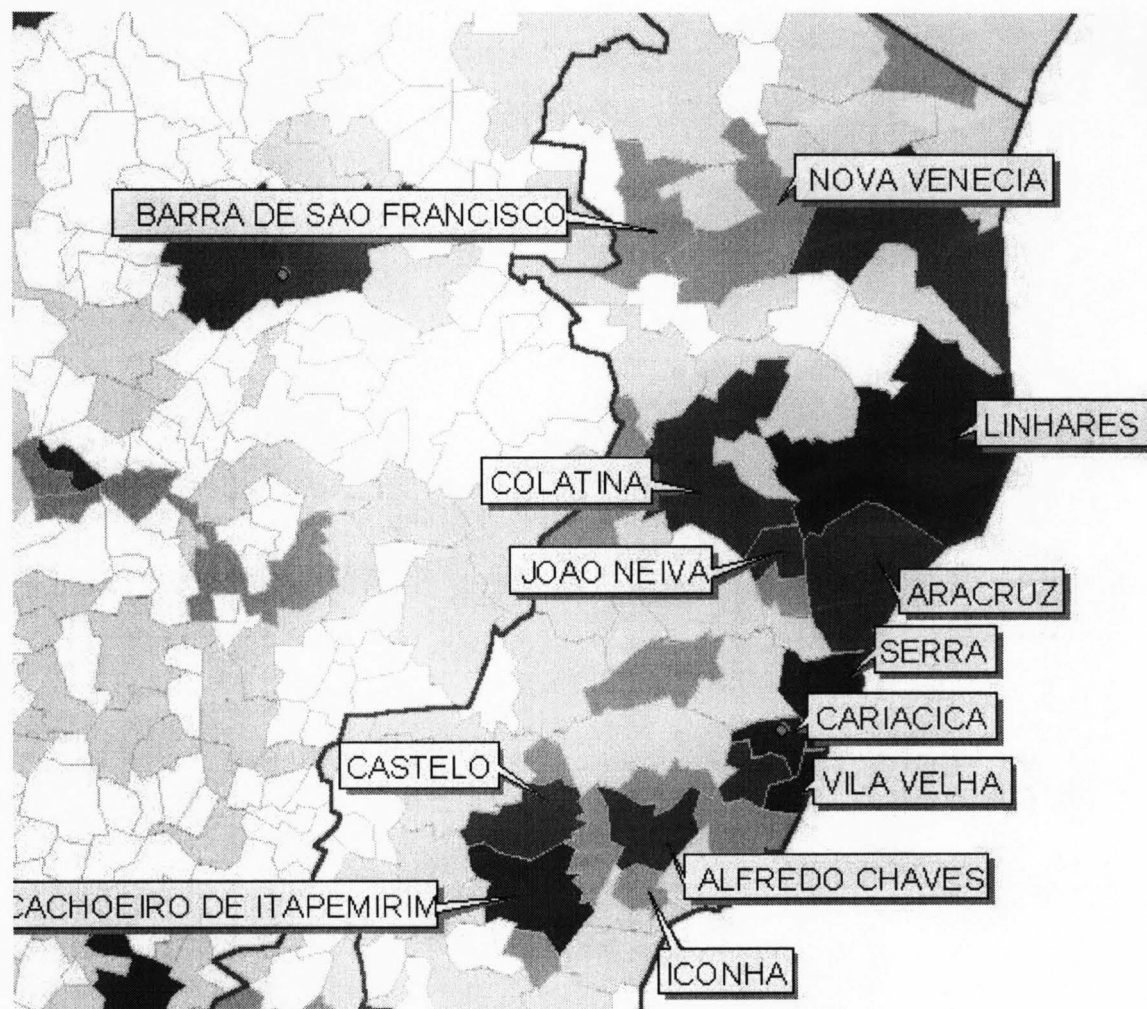 NOVA VENECIA
BARRA DE SAO FRANCISCO
LINHARES
COLATINA
JOAO NEIVA
ARACRUZ
SERRA
CARIACICA
CASTELO
VILA VELHA
ALFREDO CHAVES
CACHOEIRO DE ITAPEMIRIM
ICONHA